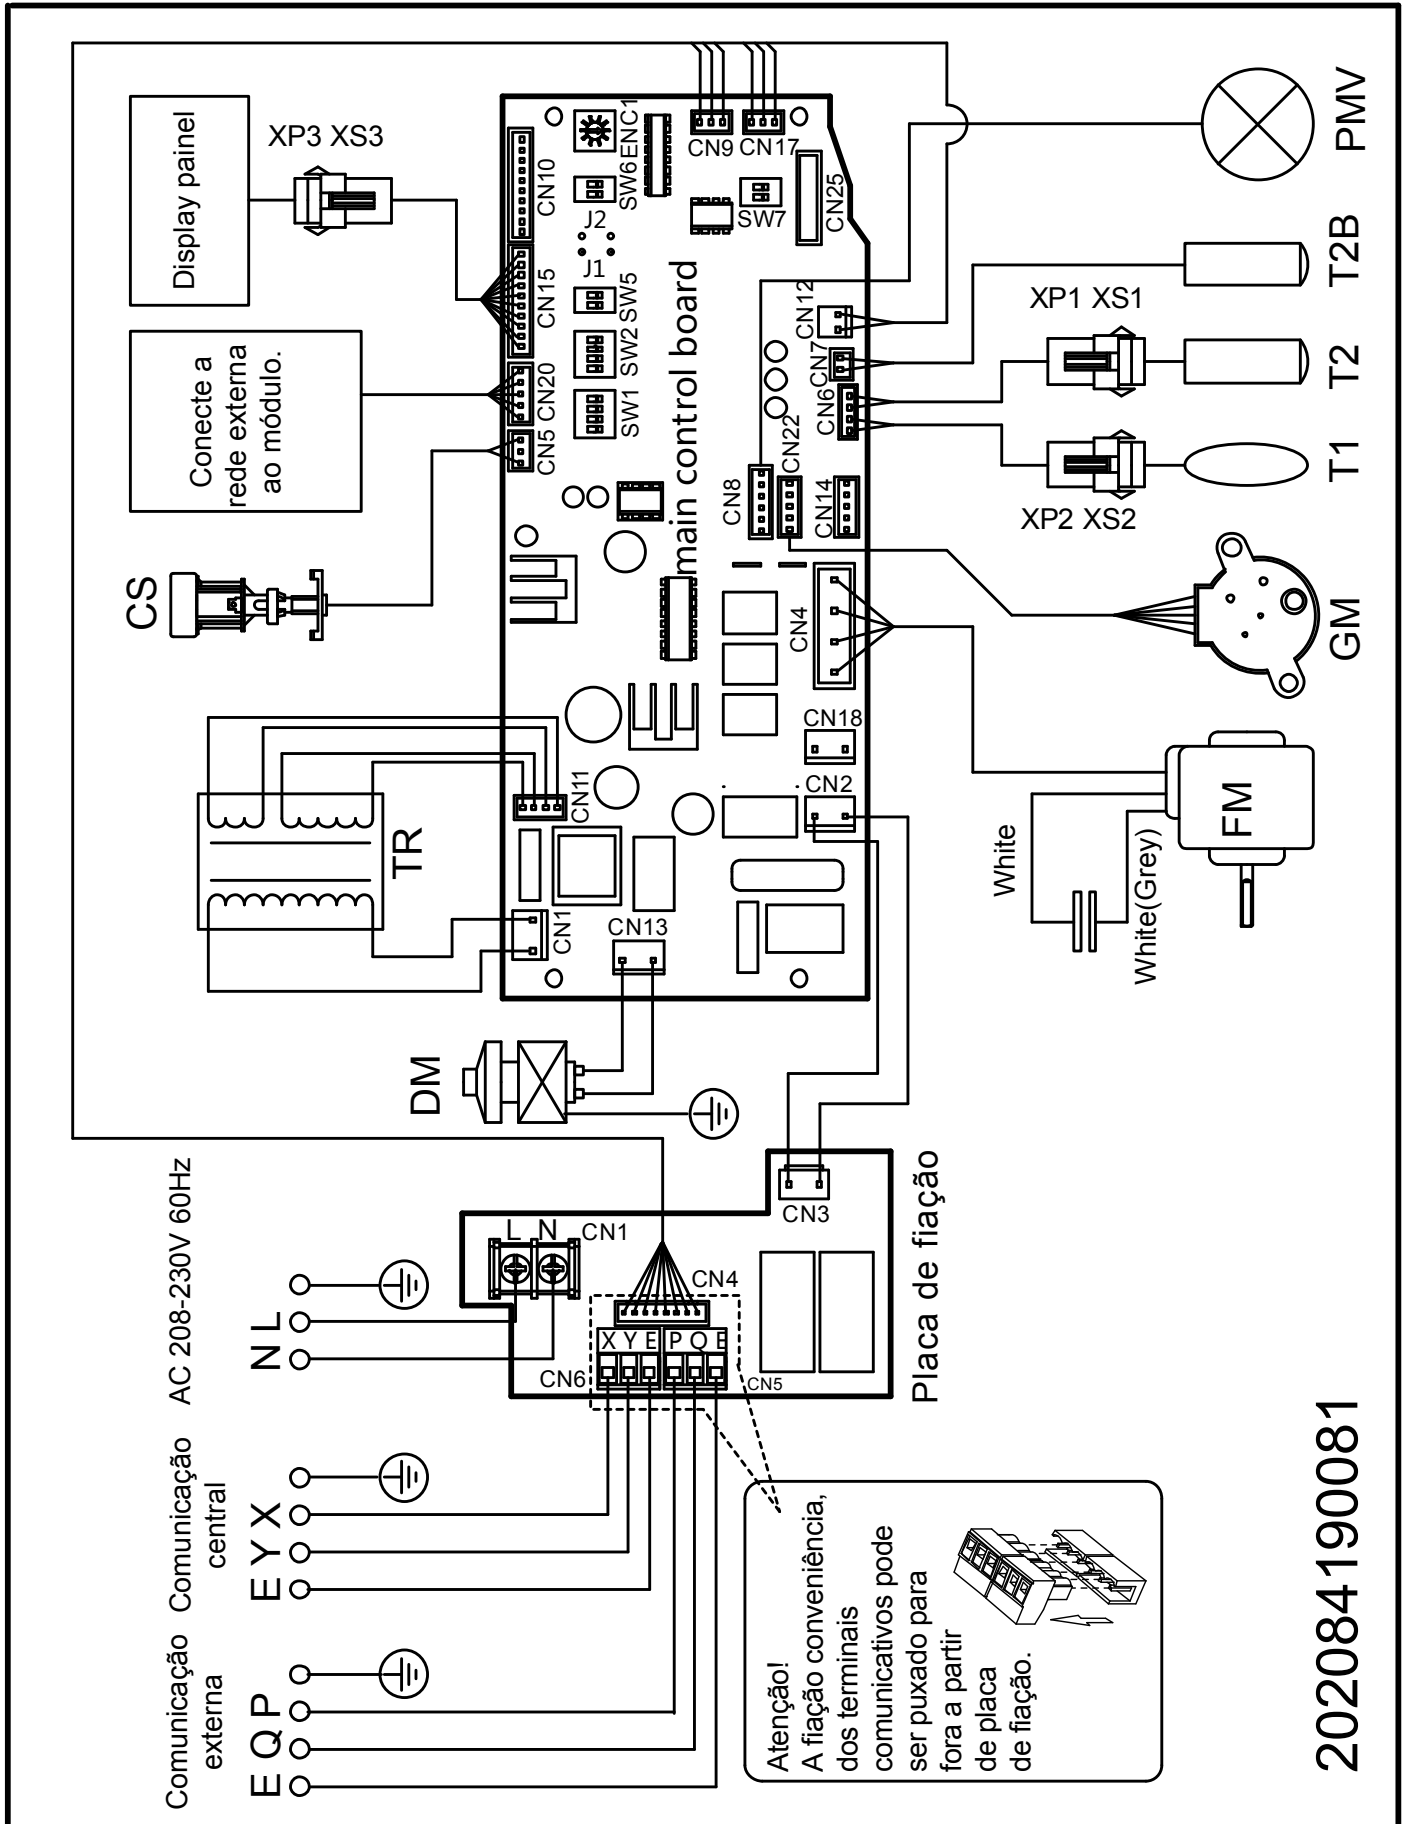 Display painel
XP3 XS3
Conecte a
rede externa
ao módulo.
CS
TR
DM
AC 208-230V 60Hz
N L
Comunicação
central
E Y X
Comunicação
externa
E Q P
CN10
CN15
CN20
CN5
ENC1
SW6
J2
J1
SW5
SW2
SW1
CN9
CN17
SW7
CN25
main control board
CN12
CN7
CN6
CN22
CN8
CN14
CN4
CN18
CN2
CN11
CN1
CN13
PMV
T2B
XP1 XS1
T2
T1
XP2 XS2
GM
FM
White
White(Grey)
L N
CN1
CN4
CN3
X Y E P Q E
CN6
CN5
Placa de fiação
Atenção!
A fiação conveniência,
dos terminais
comunicativos pode
ser puxado para
fora a partir
de placa
de fiação.
202084190081